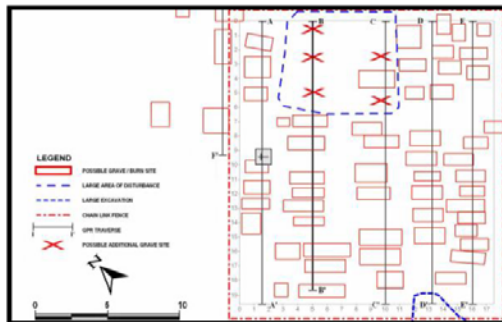 A B C D E
F'
LEGEND
POSSIBLE GRAVE / BURN SITE
LARGE AREA OF DISTURBANCE
LARGE EXCAVATION
CHAIN LINK FENCE
GPR TRAVERSE
POSSIBLE ADDITIONAL GRAVE SITE
N
B'
A' C' D' E'
0 5 10